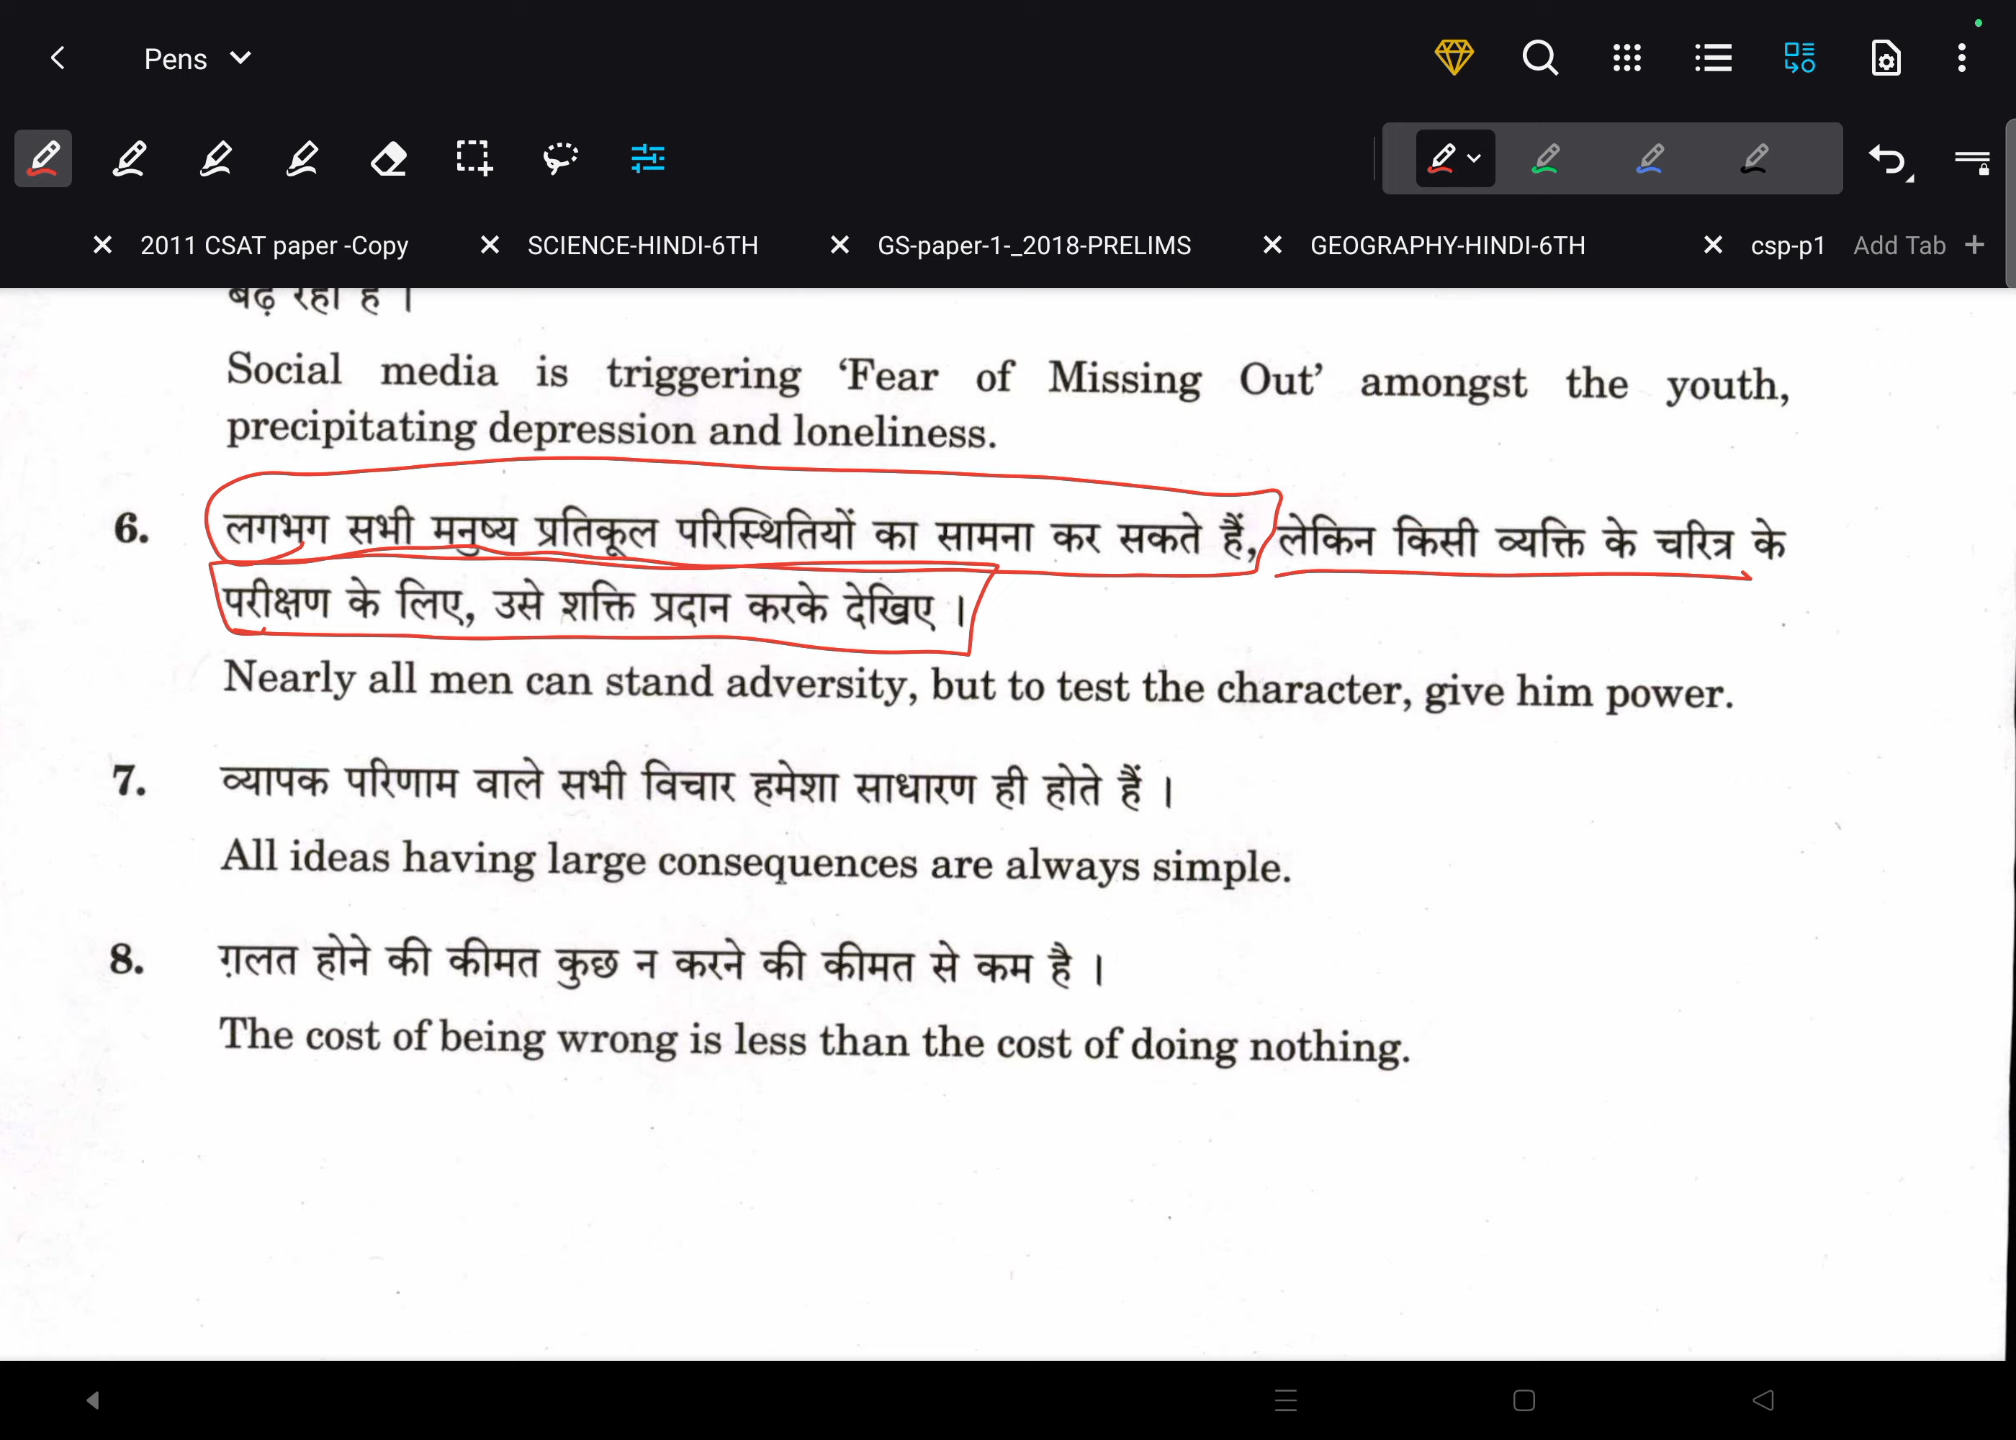 Pens
2011 CSAT paper -Copy
SCIENCE-HINDI-6TH
GS-paper-1-_2018-PRELIMS
GEOGRAPHY-HINDI-6TH
csp-p1
Add Tab
बढ़ रहा है ।
Social media is triggering ‘Fear of Missing Out’ amongst the youth,
precipitating depression and loneliness.
6. लगभग सभी मनुष्य प्रतिकूल परिस्थितियों का सामना कर सकते हैं, लेकिन किसी व्यक्ति के चरित्र के
परीक्षण के लिए, उसे शक्ति प्रदान करके देखिए ।
Nearly all men can stand adversity, but to test the character, give him power.
7. व्यापक परिणाम वाले सभी विचार हमेशा साधारण ही होते हैं ।
All ideas having large consequences are always simple.
8. ग़लत होने की कीमत कुछ न करने की कीमत से कम है ।
The cost of being wrong is less than the cost of doing nothing.